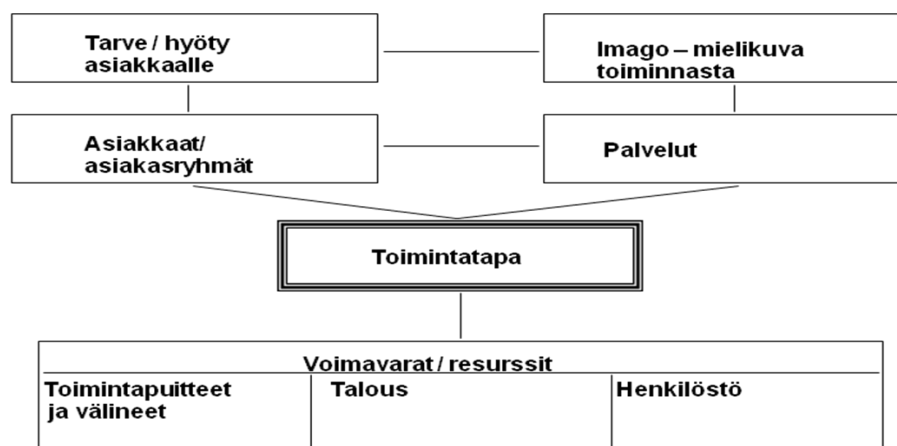 Tarve / hyöty
asiakkaalle
Imago – mielikuva
toiminnasta
Asiakkaat/
asiakasryhmät
Palvelut
Toimintatapa
Voimavarat / resurssit
Toimintapuitteet
ja välineet
Talous
Henkilöstö